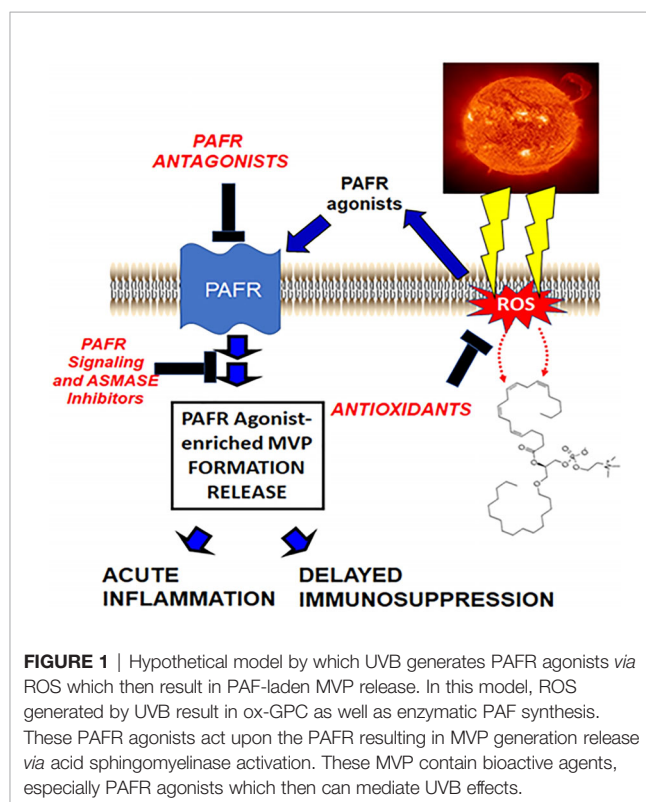 PAFR
ANTAGONISTS
PAFR
agonists
PAFR
ROS
PAFR
Signaling
and ASMASE
Inhibitors
ANTIOXIDANTS
PAFR Agonist-
enriched MVP
FORMATION
RELEASE
ACUTE
INFLAMMATION
DELAYED
IMMUNOSUPPRESSION
FIGURE 1 | Hypothetical model by which UVB generates PAFR agonists via
ROS which then result in PAF-laden MVP release. In this model, ROS
generated by UVB result in ox-GPC as well as enzymatic PAF synthesis.
These PAFR agonists act upon the PAFR resulting in MVP generation release
via acid sphingomyelinase activation. These MVP contain bioactive agents,
especially PAFR agonists which then can mediate UVB effects.